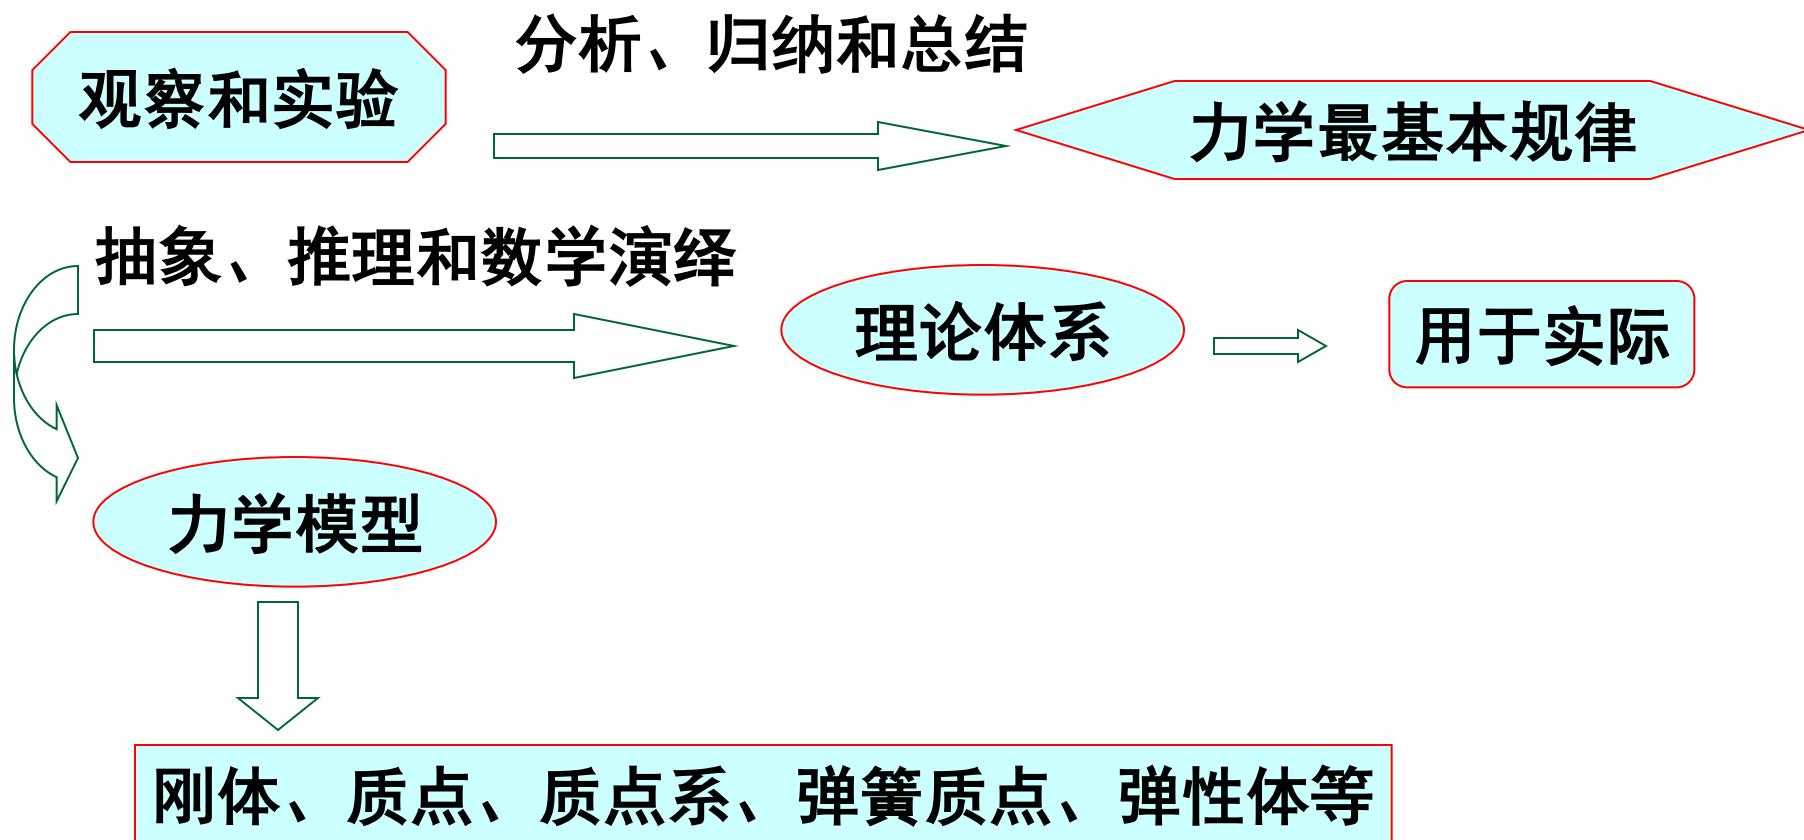 分析、归纳和总结
观察和实验
力学最基本规律
抽象、推理和数学演绎
理论体系
用于实际
力学模型
刚体、质点、质点系、弹簧质点、弹性体等